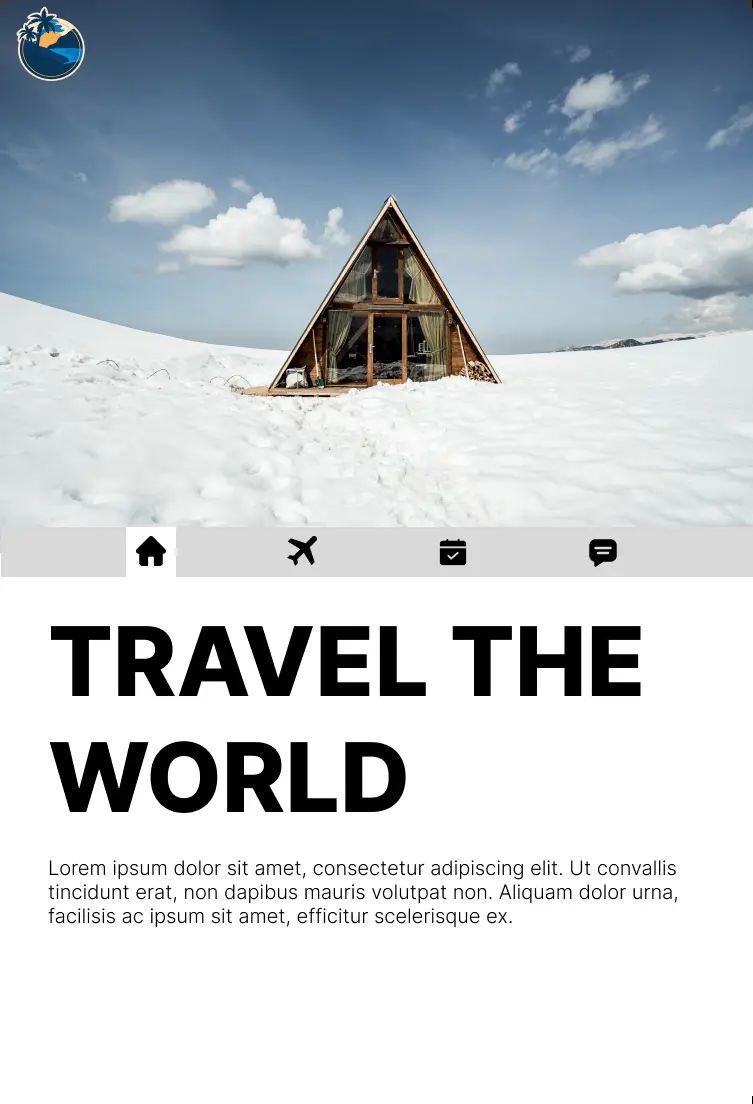 TRAVEL THE
WORLD
Lorem ipsum dolor sit amet, consectetur adipiscing elit. Ut convallis
tincidunt erat, non dapibus mauris volutpat non. Aliquam dolor urna,
facilisis ac ipsum sit amet, efficitur scelerisque ex.